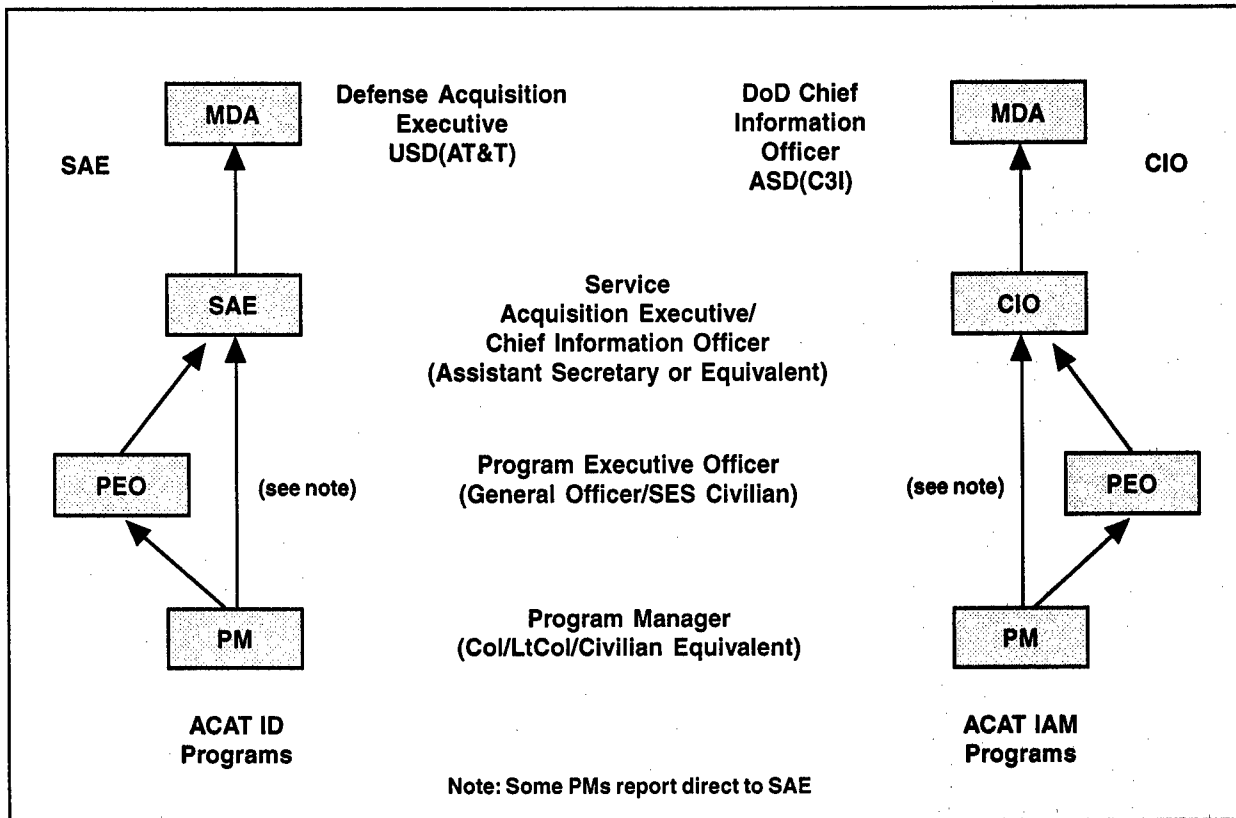 MDA
Defense Acquisition
Executive
USD(AT&T)
DoD Chief
Information
Officer
ASD(C3I)
MDA
SAE
CIO
SAE
Service
Acquisition Executive/
Chief Information Officer
(Assistant Secretary or Equivalent)
CIO
PEO
(see note)
Program Executive Officer
(General Officer/SES Civilian)
(see note)
PEO
PM
Program Manager
(Col/LtCol/Civilian Equivalent)
PM
ACAT ID
Programs
ACAT IAM
Programs
Note: Some PMs report direct to SAE